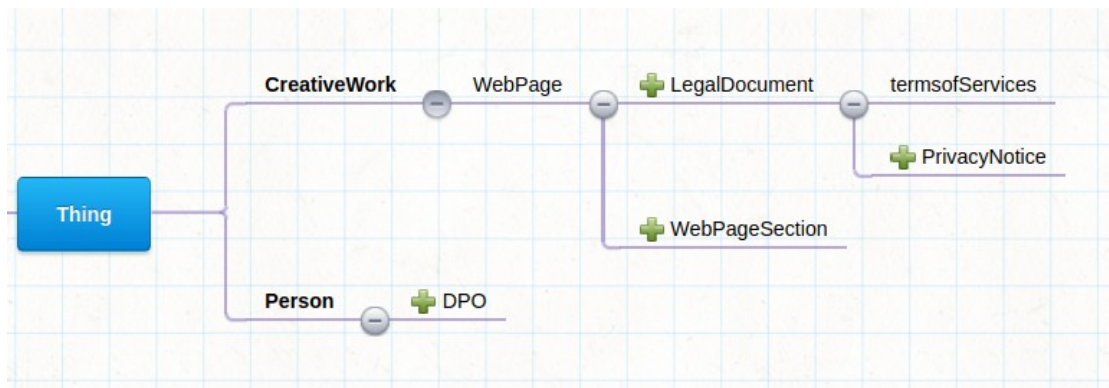 CreativeWork
WebPage
LegalDocument
termsofServices
PrivacyNotice
Thing
WebPageSection
Person
DPO